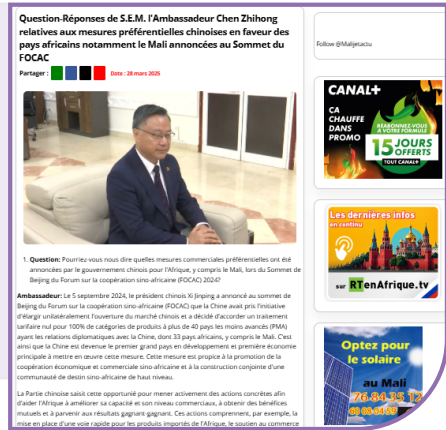 Question-Réponses de S.E.M. l'Ambassadeur Chen Zhihong
relatives aux mesures préférentielles chinoises en faveur des
pays africains notamment le Mali annoncées au Sommet du
FOCAC
Partager :
Date : 28 mars 2025
1. Question: Pourriez-vous nous dire quelles mesures commerciales préférentielles ont été
annoncées par le gouvernement chinois pour l'Afrique, y compris le Mali, lors du Sommet de
Beijing du Forum sur la coopération sino-africaine (FOCAC) 2024?
Ambassadeur: Le 5 septembre 2024, le président chinois Xi Jinping a annoncé au sommet de
Beijing du Forum sur la coopération sino-africaine (FOCAC) que la Chine avait pris l'initiative
d'élargir unilatéralement l'ouverture du marché chinois et a décidé d'accorder un traitement
tarifaire nul pour 100% de catégories de produits à plus de 40 pays les moins avancés (PMA)
ayant les relations diplomatiques avec la Chine, dont 33 pays africains, y compris le Mali. C'est
ainsi que la Chine est devenue le premier grand pays en développement et première économie
principale à mettre en œuvre cette mesure. Cette mesure est propice à la promotion de la
coopération économique et commerciale sino-africaine et à la construction conjointe d'une
communauté de destin sino-africaine de haut niveau.
La Partie chinoise saisit cette opportunité pour mener activement des actions concrètes afin
d'aider l'Afrique à améliorer sa capacité et son niveau commerciaux, à obtenir des bénéfices
mutuels et à parvenir aux résultats gagnant-gagnant. Ces actions comprennent, par exemple, la
mise en place d'une voie rapide pour les produits importés de l'Afrique, le soutien au commerce
Follow @Malijetactu
CANAL+
ÇA
CHAUFFE
DANS
PROMO
RÉABONNEZ-VOUS
À VOTRE FORMULE
15 JOURS
OFFERTS
TOUT CANAL+
Les dernières infos
en continu
sur RTenAfrique.tv
Optez pour
le solaire
au Mali
76 84 35 12